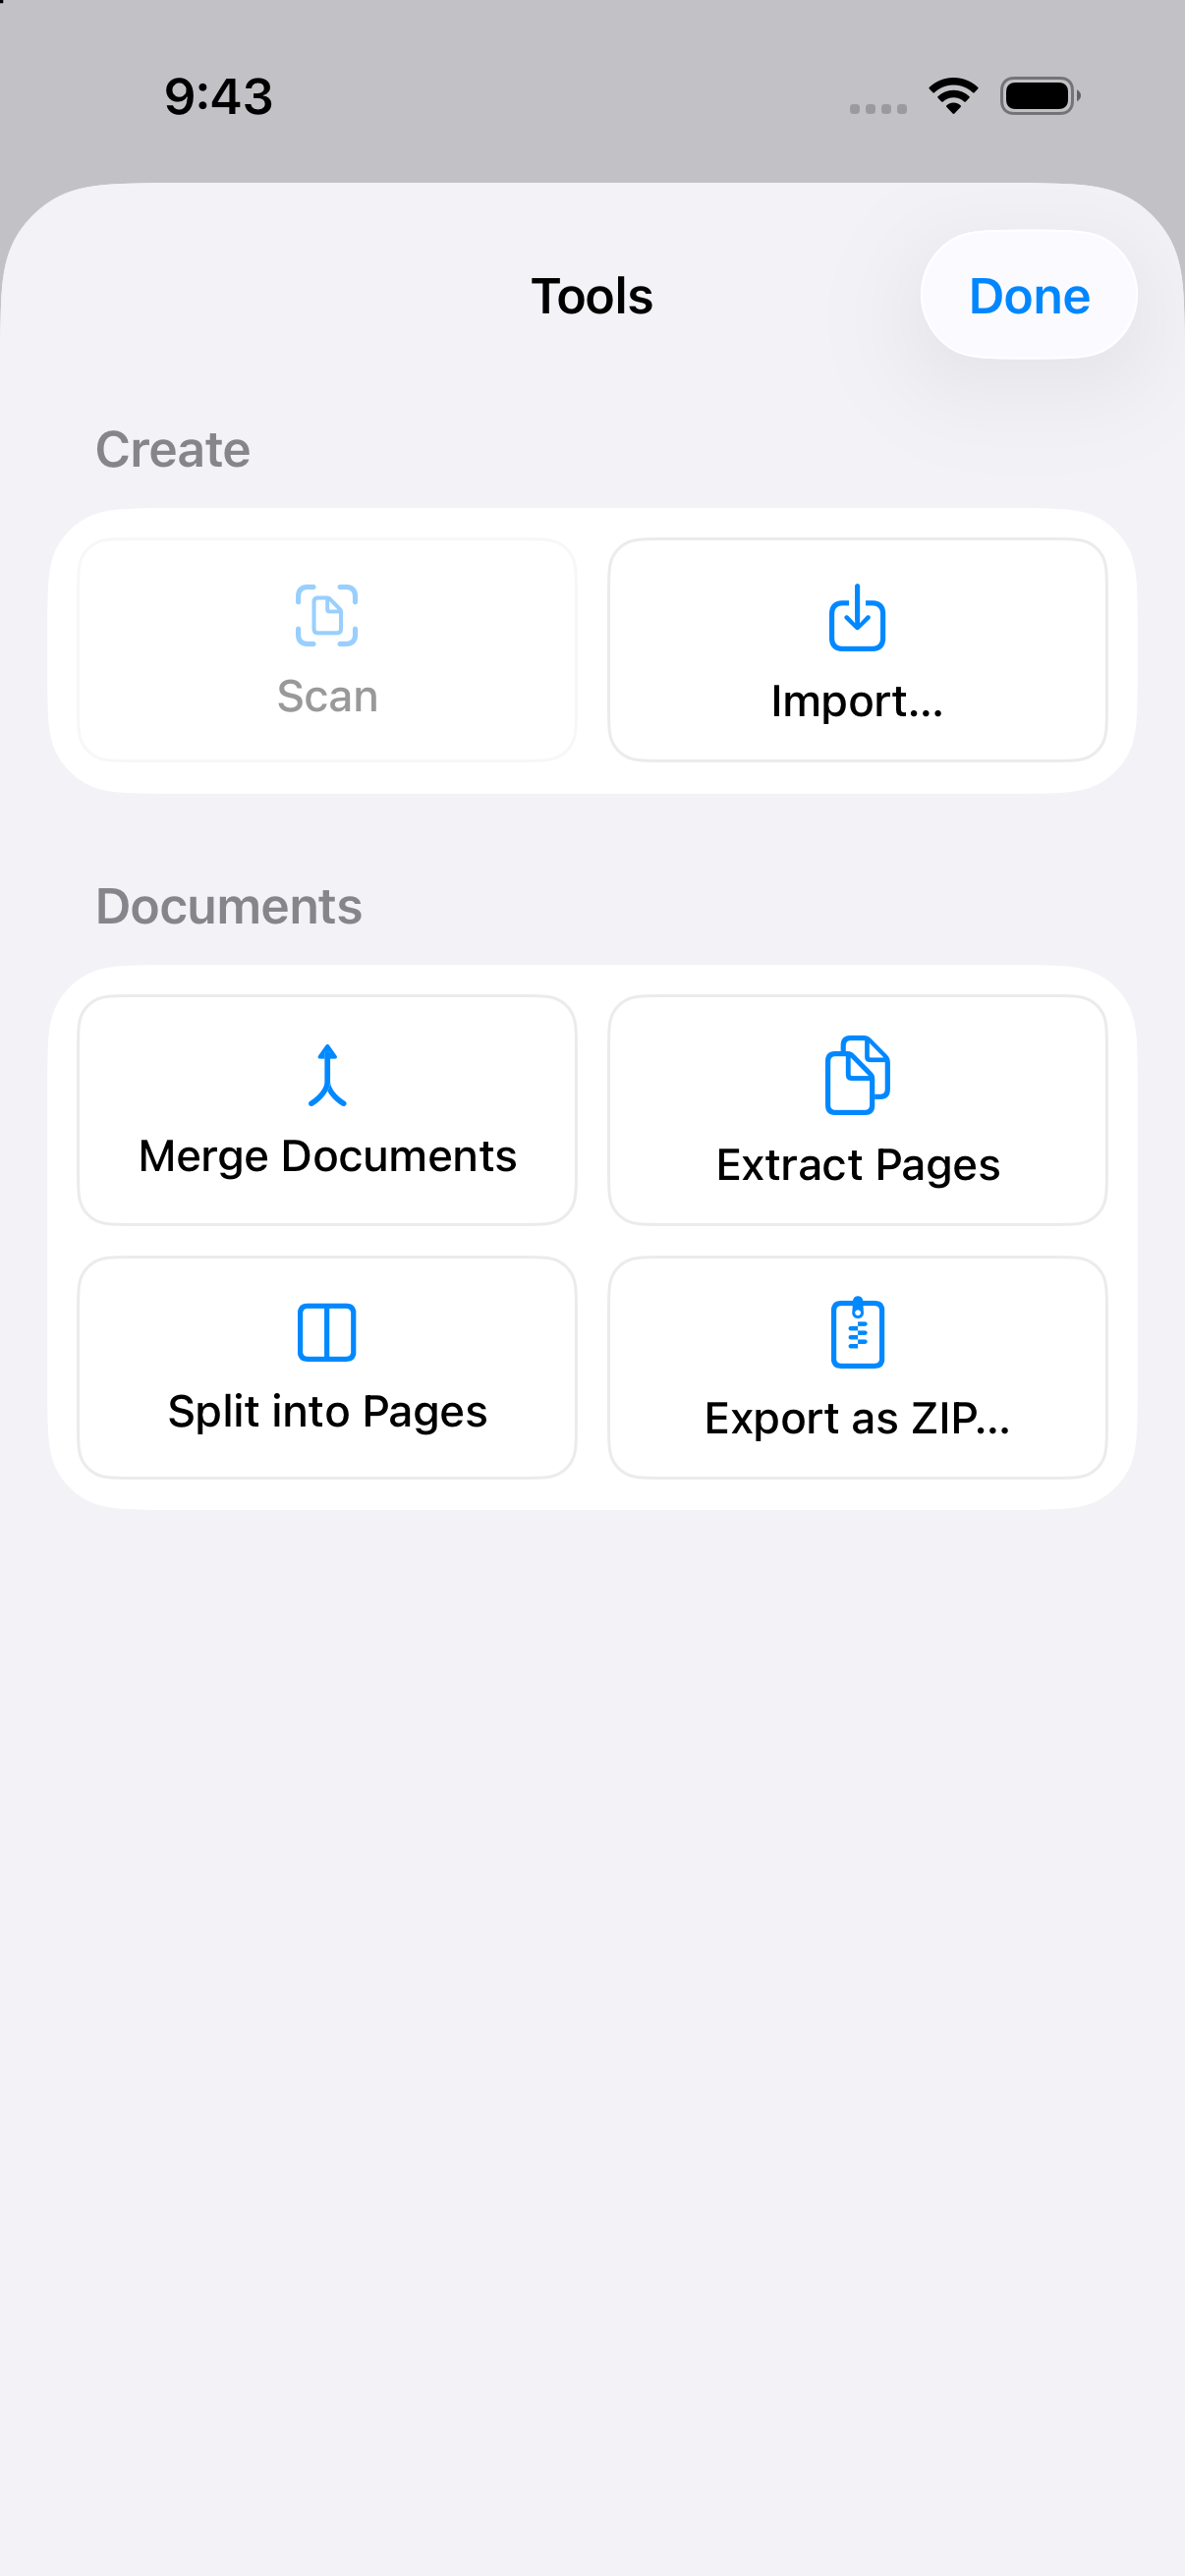 9:43
Tools
Done
Create
Scan
Import...
Documents
Merge Documents
Extract Pages
Split into Pages
Export as ZIP...